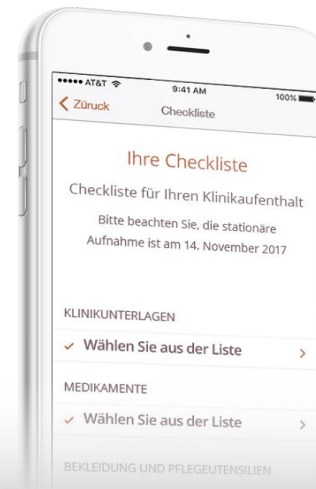 AT&T 9:41 AM 100%
Züruck Checkliste
Ihre Checkliste
Checkliste für Ihren Klinikaufenthalt
Bitte beachten Sie, die stationäre
Aufnahme ist am 14. November 2017
KLINIKUNTERLAGEN
Wählen Sie aus der Liste
MEDIKAMENTE
Wählen Sie aus der Liste
BEKLEIDUNG UND PFLEGEUTENSILIEN